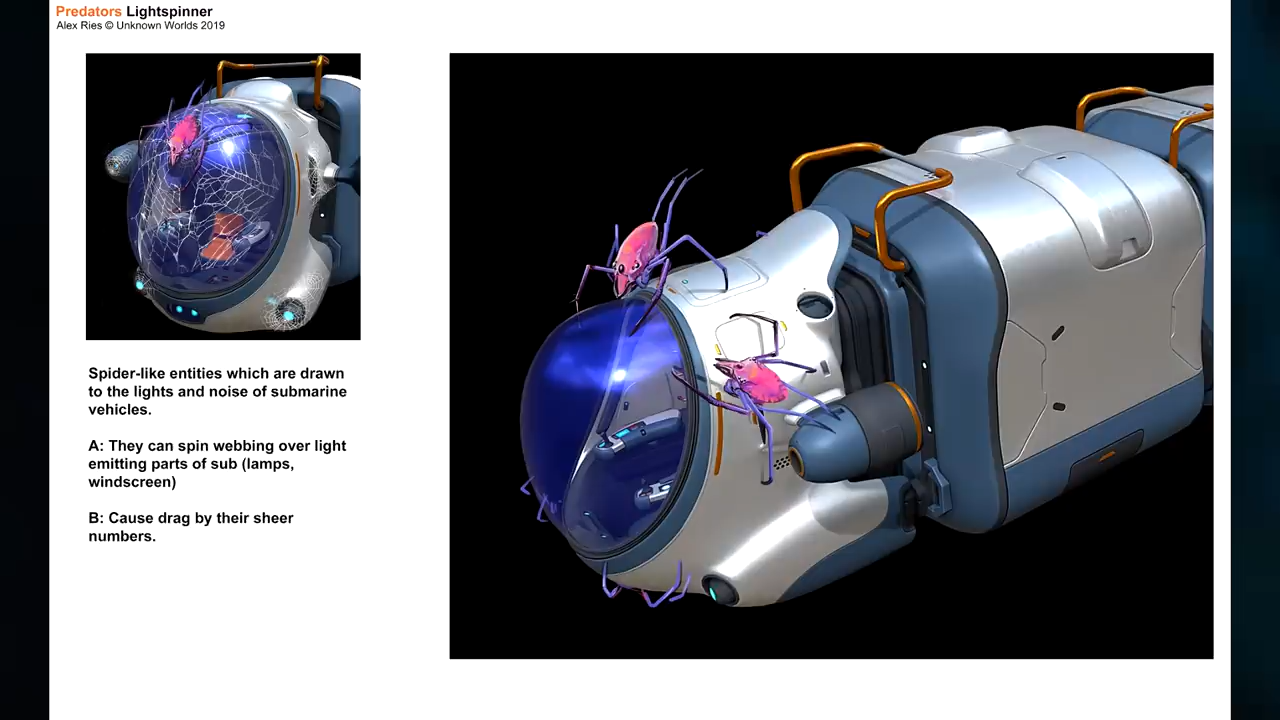 Predators Lightspinner
Alex Ries © Unknown Worlds 2019
Spider-like entities which are drawn
to the lights and noise of submarine
vehicles.
A: They can spin webbing over light
emitting parts of sub (lamps,
windscreen)
B: Cause drag by their sheer
numbers.